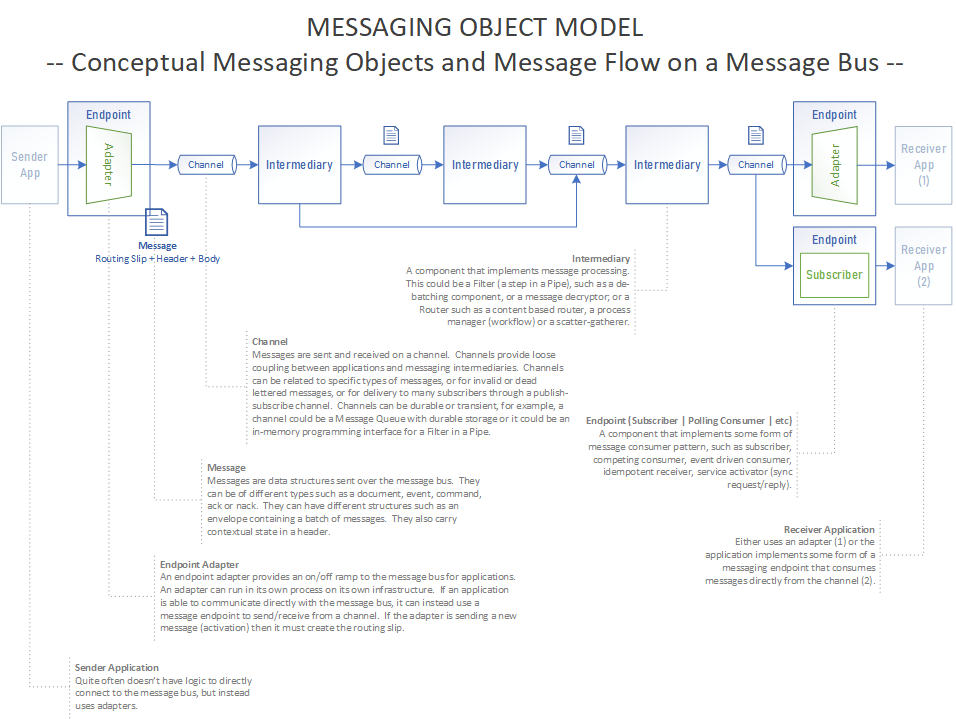 MESSAGING OBJECT MODEL
-- Conceptual Messaging Objects and Message Flow on a Message Bus --
Sender
App
Endpoint
Adapter
Channel
Intermediary
Channel
Intermediary
Channel
Intermediary
Channel
Endpoint
Adapter
Receiver
App
(1)
Endpoint
Subscriber
Receiver
App
(2)
Message
Routing Slip + Header + Body
Intermediary
A component that implements message processing.
This could be a Filter (a step in a Pipe), such as a de-
batching component, or a message decryptor; or a
Router such as a content based router, a process
manager (workflow) or a scatter-gatherer.
Channel
Messages are sent and received on a channel. Channels provide loose
coupling between applications and messaging intermediaries. Channels
can be related to specific types of messages, or for invalid or dead
lettered messages, or for delivery to many subscribers through a publish-
subscribe channel. Channels can be durable or transient, for example, a
channel could be a Message Queue with durable storage or it could be an
in-memory programming interface for a Filter in a Pipe.
Endpoint (Subscriber | Polling Consumer | etc)
A component that implements some form of
message consumer pattern, such as subscriber,
competing consumer, event driven consumer,
idempotent receiver, service activator (sync
request/reply).
Message
Messages are data structures sent over the message bus. They
can be of different types such as a document, event, command,
ack or nack. They can have different structures such as an
envelope containing a batch of messages. They also carry
contextual state in a header.
Receiver Application
Either uses an adapter (1) or the
application implements some form of a
messaging endpoint that consumes
messages directly from the channel (2).
Endpoint Adapter
An endpoint adapter provides an on/off ramp to the message bus for applications.
An adapter can run in its own process on its own infrastructure. If an application
is able to communicate directly with the message bus, it can instead use a
message endpoint to send/receive from a channel. If the adapter is sending a new
message (activation) then it must create the routing slip.
Sender Application
Quite often doesn't have logic to directly
connect to the message bus, but instead
uses adapters.